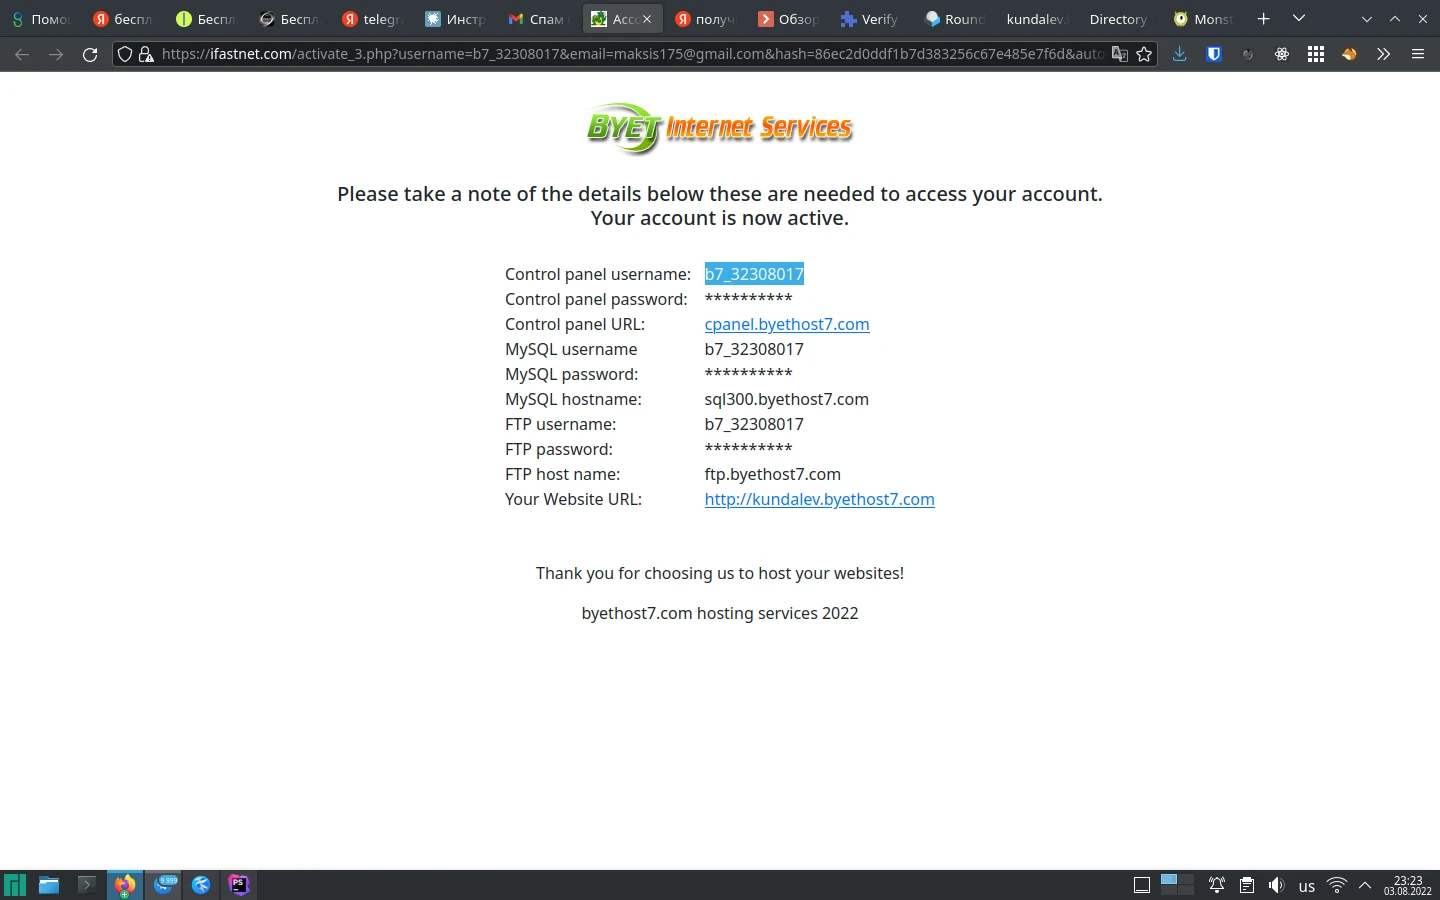 Помо
беспл
Беспл
Беспл
telegr
Инстр
Спам
Acco
получ
Обзор
Verify
Round
kundalev.
Directory
Monst
https://ifastnet.com/activate_3.php?username=b7_32308017&email=maksis175@gmail.com&hash=86ec2d0ddf1b7d383256c67e485e7f6d&auto
BYET Internet Services
Please take a note of the details below these are needed to access your account.
Your account is now active.
Control panel username: b7_32308017
Control panel password: **********
Control panel URL: cpanel.byethost7.com
MySQL username b7_32308017
MySQL password: **********
MySQL hostname: sql300.byethost7.com
FTP username: b7_32308017
FTP password: **********
FTP host name: ftp.byethost7.com
Your Website URL: http://kundalev.byethost7.com
Thank you for choosing us to host your websites!
byethost7.com hosting services 2022
9,999
PS
us
23:23
03.08.2022